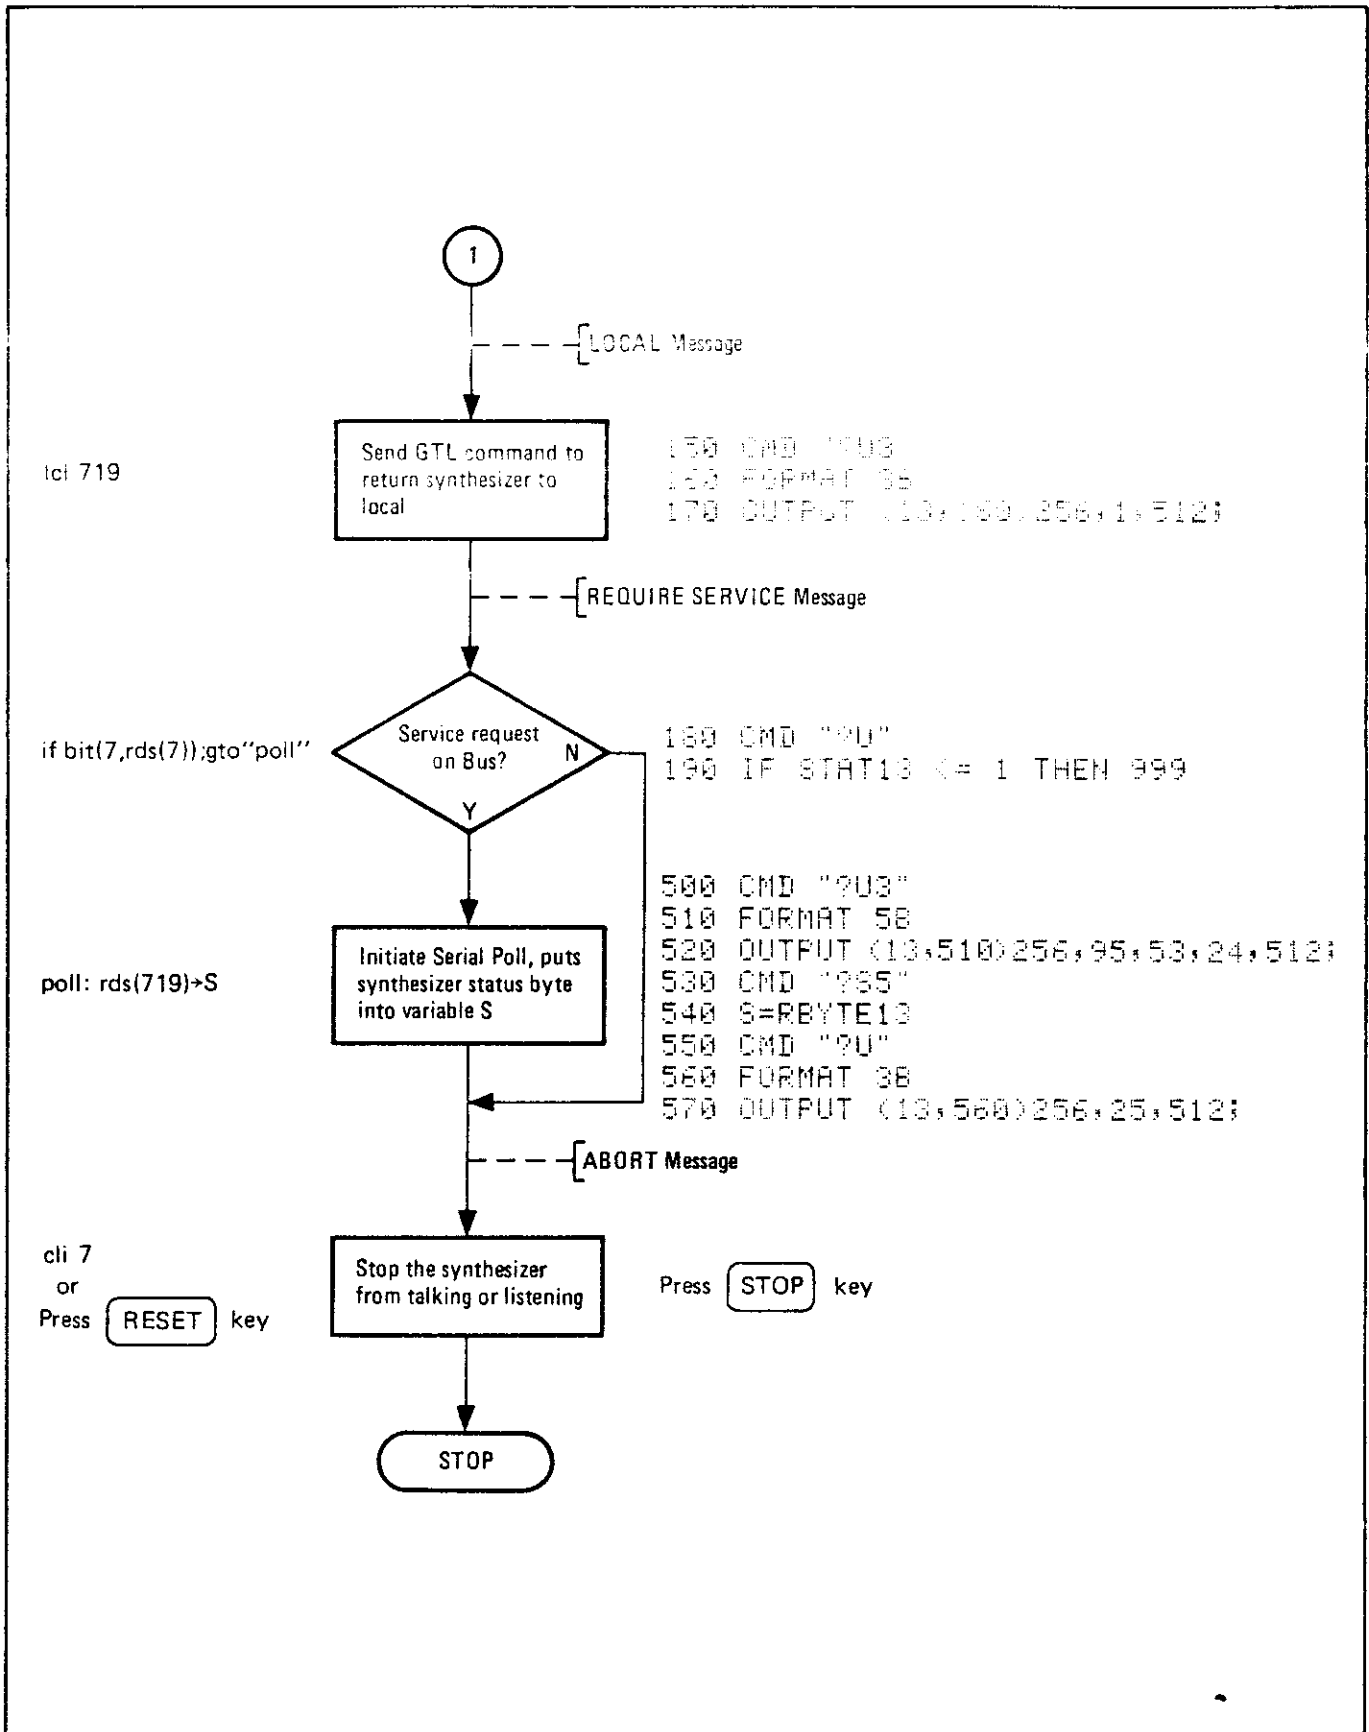 1
LOCAL Message
lcl 719
Send GTL command to
return synthesizer to
local
150 CMD "?U3
160 FORMAT 3B
170 OUTPUT (13,160)256,1,512;
REQUIRE SERVICE Message
if bit(7,rds(7));gto"poll"
Service request
on Bus?
N
Y
180 CMD "?U"
190 IF STAT13 <= 1 THEN 999
500 CMD "?U3"
510 FORMAT 5B
520 OUTPUT (13,510)256,95,53,24,512;
530 CMD "?S5"
540 S=RBYTE13
550 CMD "?U"
560 FORMAT 3B
570 OUTPUT (13,560)256,25,512;
poll: rds(719)→S
Initiate Serial Poll, puts
synthesizer status byte
into variable S
ABORT Message
cli 7
or
Press RESET key
Stop the synthesizer
from talking or listening
Press STOP key
STOP